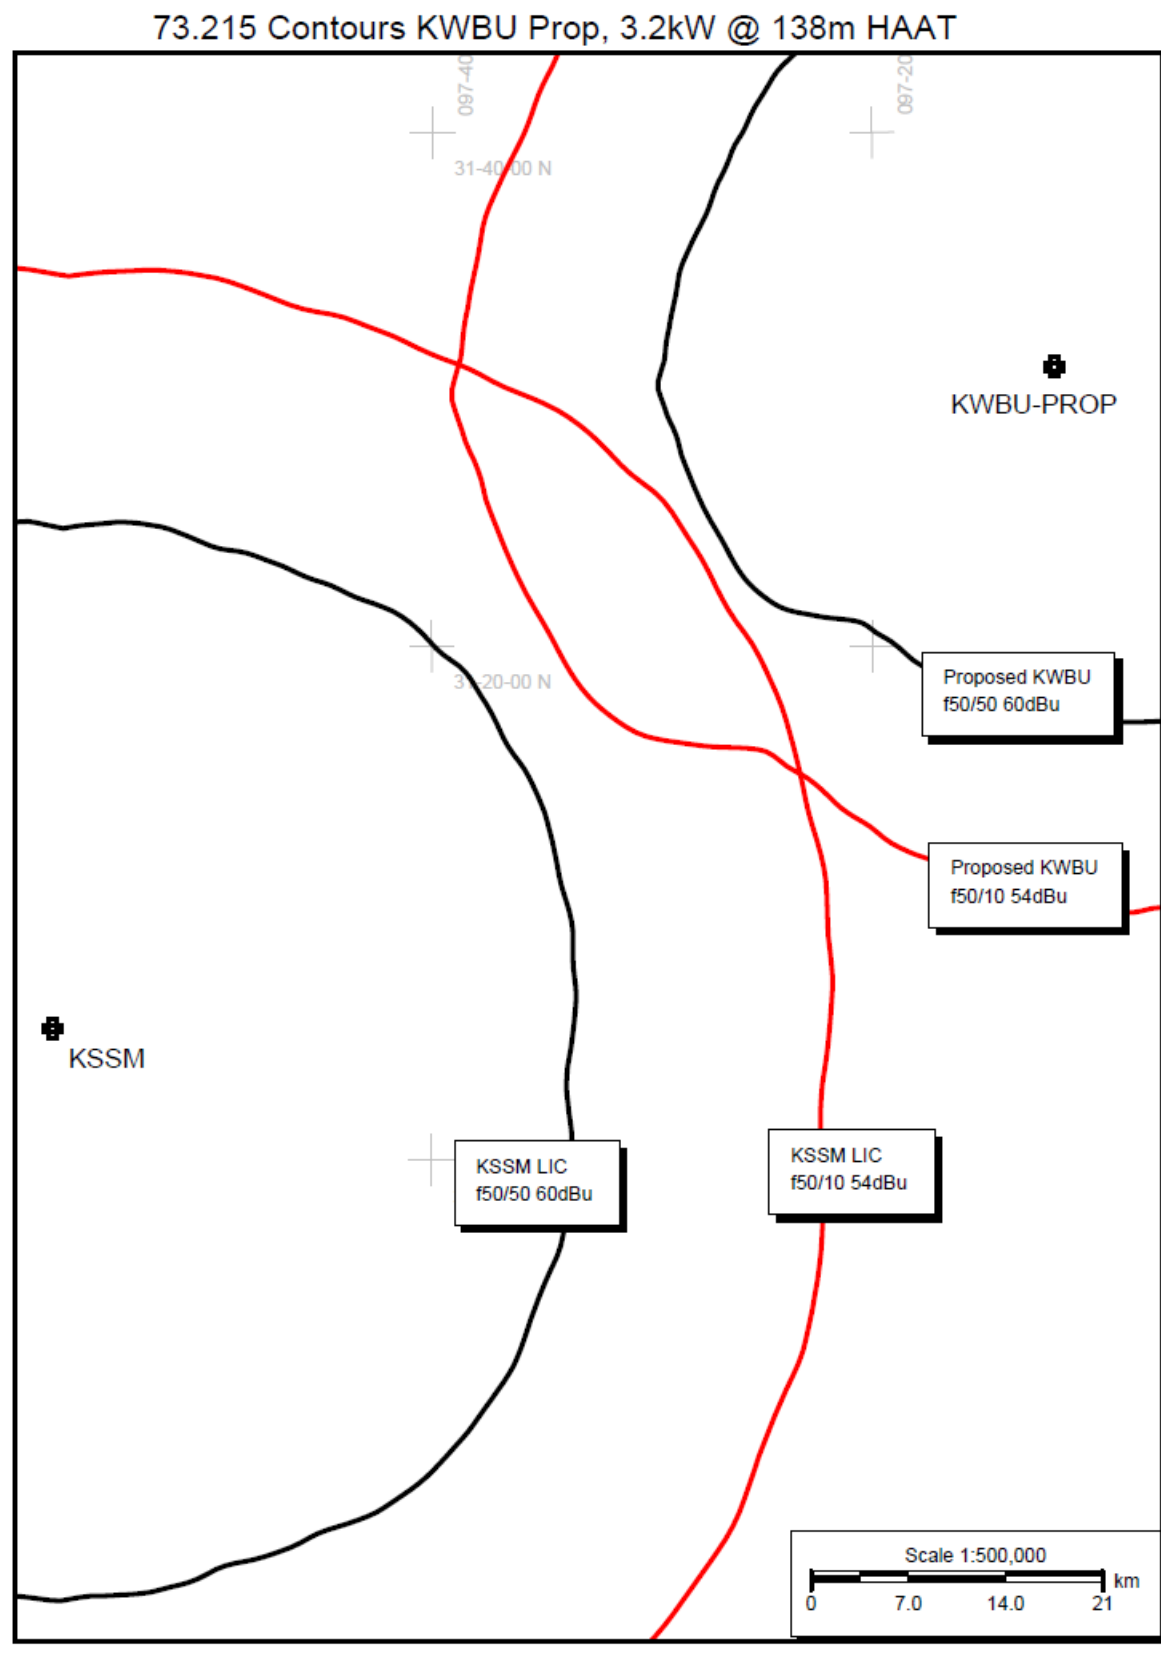 73.215 Contours KWBU Prop, 3.2kW @ 138m HAAT
097-40
097-20
31-40-00 N
KWBU-PROP
31-20-00 N
Proposed KWBU
f50/50 60dBu
Proposed KWBU
f50/10 54dBu
KSSM
KSSM LIC
f50/50 60dBu
KSSM LIC
f50/10 54dBu
Scale 1:500,000
km
0 7.0 14.0 21